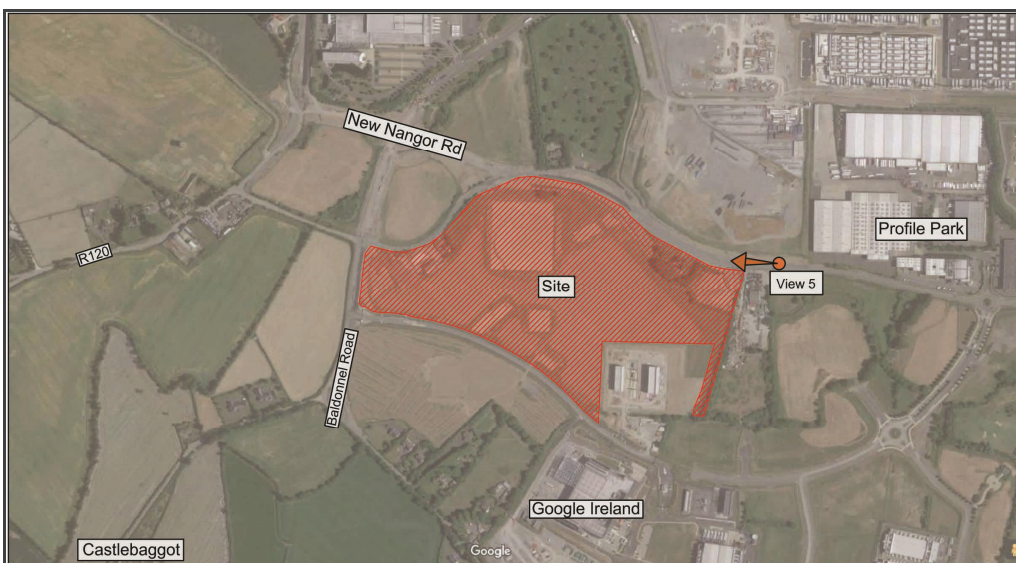 New Nangor Rd
Profile Park
R120
View 5
Site
Baldonnel Road
Google Ireland
Castlebaggot
Google